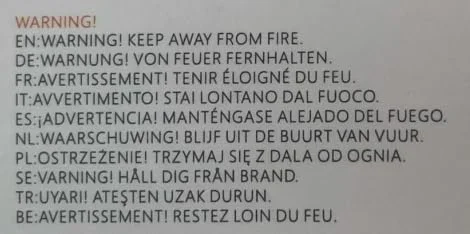 WARNING!
EN:WARNING! KEEP AWAY FROM FIRE.
DE:WARNUNG! VON FEUER FERNHALTEN.
FR:AVERTISSEMENT! TENIR ÉLOIGNÉ DU FEU.
IT:AVVERTIMENTO! STAI LONTANO DAL FUOCO.
ES:¡ADVERTENCIA! MANTÉNGASE ALEJADO DEL FUEGO.
NL:WAARSCHUWING! BLIJF UIT DE BUURT VAN VUUR.
PL:OSTRZEŻENIE! TRZYMAJ SIĘ Z DALA OD OGNIA.
SE:VARNING! HÅLL DIG FRÅN BRAND.
TR:UYARI! ATEŞTEN UZAK DURUN.
BE:AVERTISSEMENT! RESTEZ LOIN DU FEU.